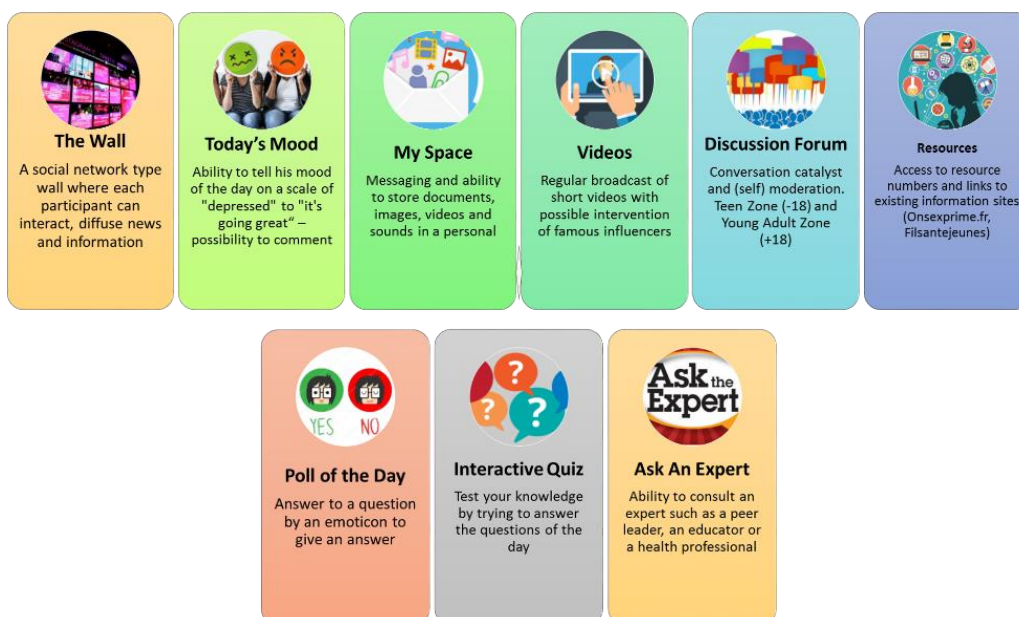 The Wall
A social network type
wall where each
participant can
interact, diffuse news
and information
Today's Mood
Ability to tell his mood
of the day on a scale of
"depressed" to "it's
going great“ –
possibility to comment
My Space
Messaging and ability
to store documents,
images, videos and
sounds in a personal
Videos
Regular broadcast of
short videos with
possible intervention
of famous influencers
Discussion Forum
Conversation catalyst
and (self) moderation.
Teen Zone (-18) and
Young Adult Zone
(+18)
Resources
Access to resource
numbers and links to
existing information sites
(Onsexprime.fr,
Filsantejeunes)
YES NO
Poll of the Day
Answer to a question
by an emoticon to
give an answer
? ? ?
Interactive Quiz
Test your knowledge
by trying to answer
the questions of the
day
Ask the
Expert
Ask An Expert
Ability to consult an
expert such as a peer
leader, an educator or
a health professional